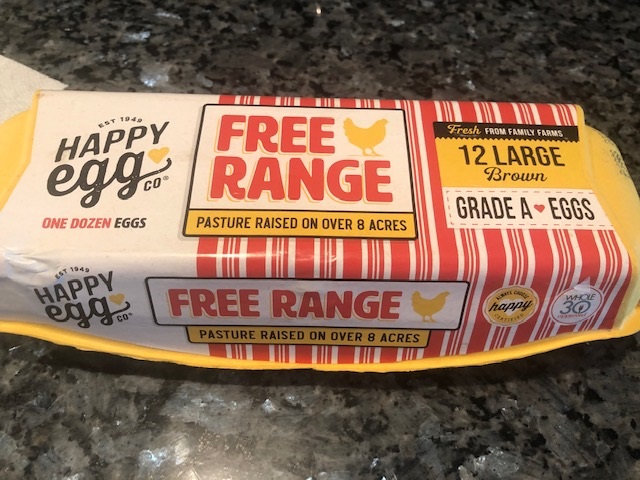 EST 1949
HAPPY
egg
CO®
ONE DOZEN EGGS
FREE
RANGE
PASTURE RAISED ON OVER 8 ACRES
Fresh FROM FAMILY FARMS
12 LARGE
Brown
GRADE A EGGS
EST 1949
HAPPY
egg
CO®
FREE RANGE
PASTURE RAISED ON OVER 8 ACRES
ALWAYS CHOOSE
happy
WHOLE
30